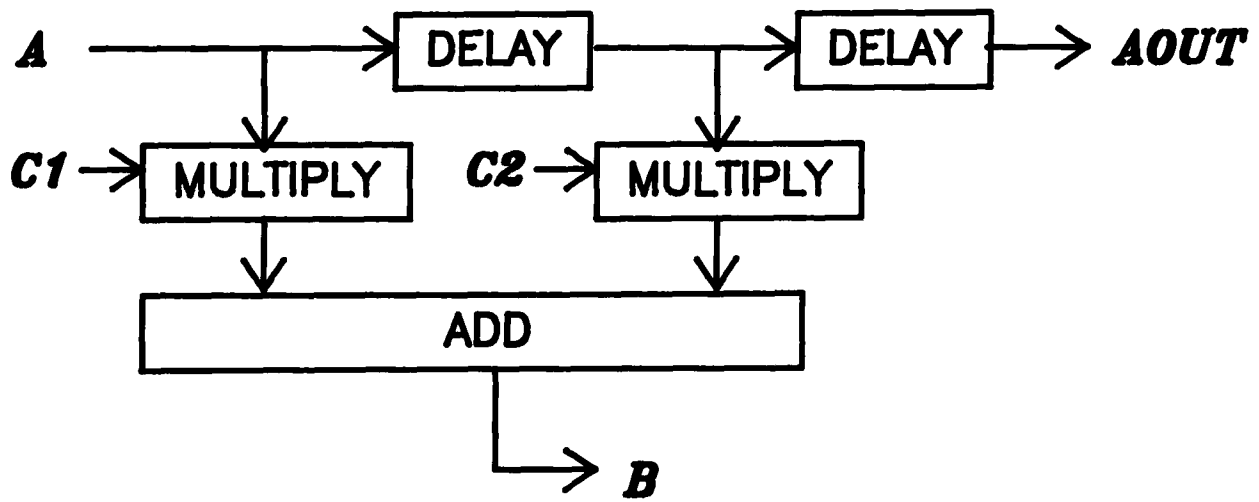 A
DELAY
DELAY
AOUT
C1
MULTIPLY
C2
MULTIPLY
ADD
B